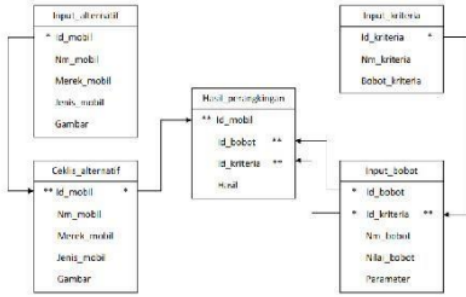 Input_alternatif
* Id_mobil
Nm_mobil
Merek_mobil
Jenis_mobil
Gambar
Input_kriteria
Id_kriteria *
Nm_kriteria
Bobot_kriteria
Hasil_perangkingan
** Id_mobil
Id_bobot **
Id_kriteria **
Hasil
Ceklis_alternatif
** Id_mobil *
Nm_mobil
Merek_mobil
Jenis_mobil
Gambar
Input_bobot
* Id_bobot
* Id_kriteria **
Nm_bobot
Nilai_bobot
Parameter